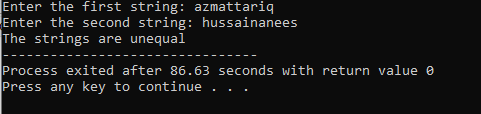 Enter the first string: azmattariq
Enter the second string: hussainanees
The strings are unequal
--------------------------------
Process exited after 86.63 seconds with return value 0
Press any key to continue . . .